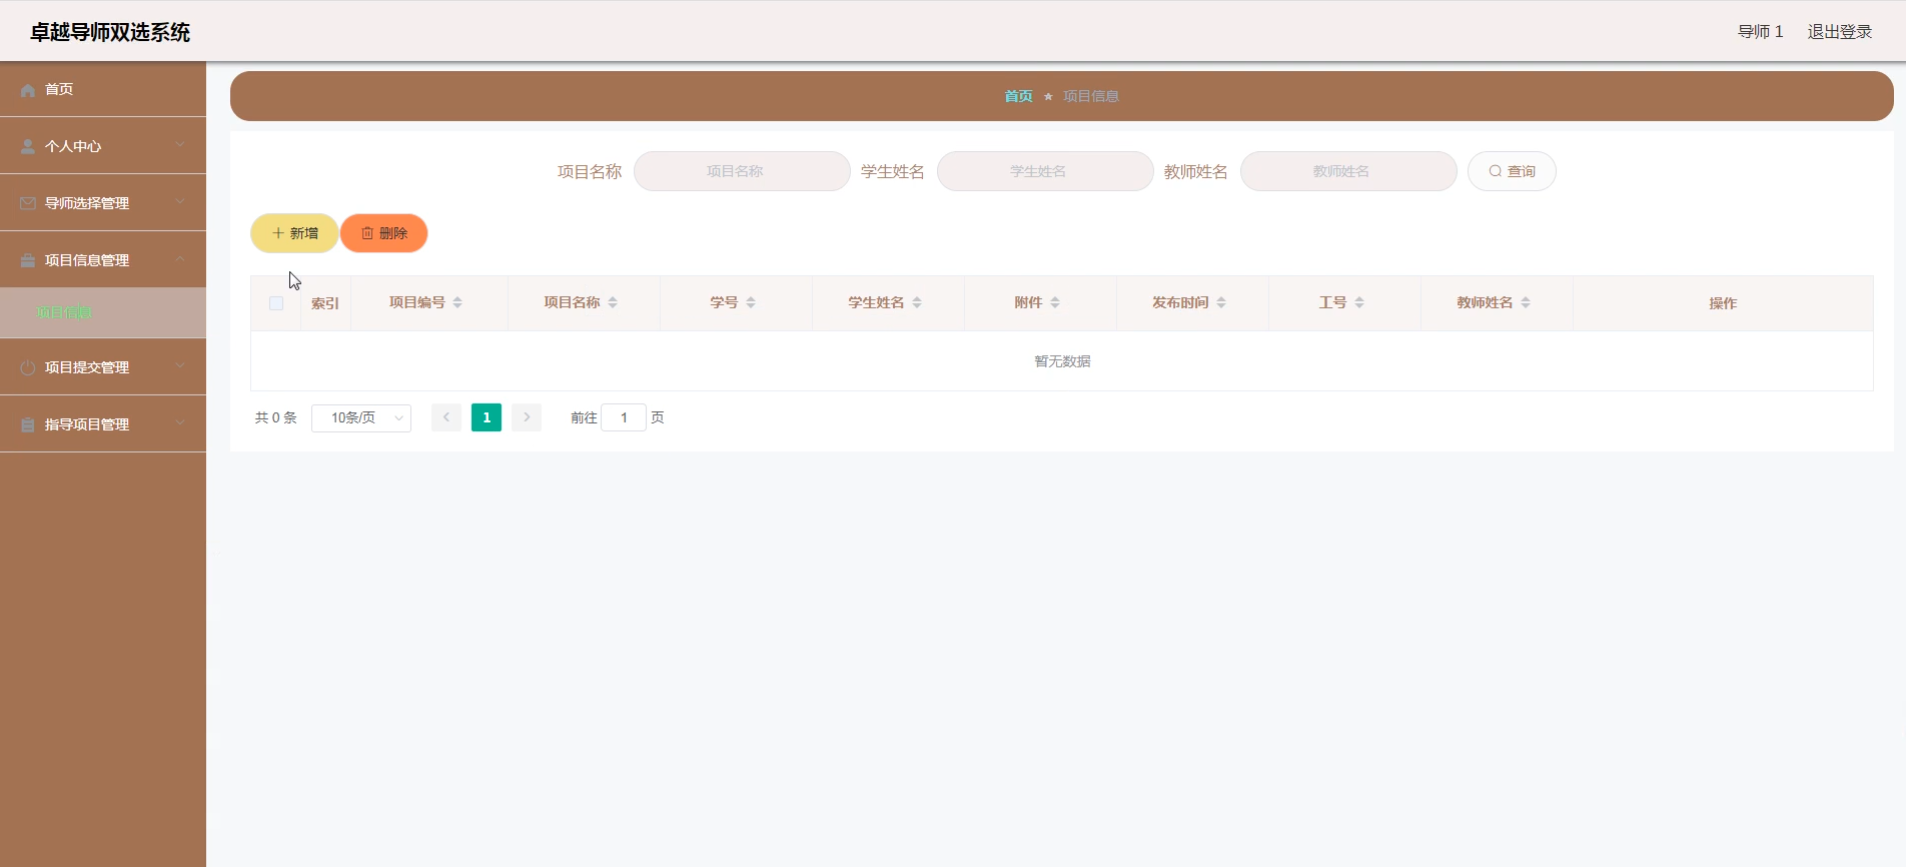 卓越导师双选系统
导师 1 退出登录
首页
个人中心
导师选择管理
项目信息管理
项目信息
项目提交管理
指导项目管理
首页 ★ 项目信息
项目名称 项目名称 学生姓名 学生姓名 教师姓名 教师姓名 查询
新增 删除
索引 项目编号 项目名称 学号 学生姓名 附件 发布时间 工号 教师姓名 操作
暂无数据
共 0 条 10条/页 1 前往 1 页